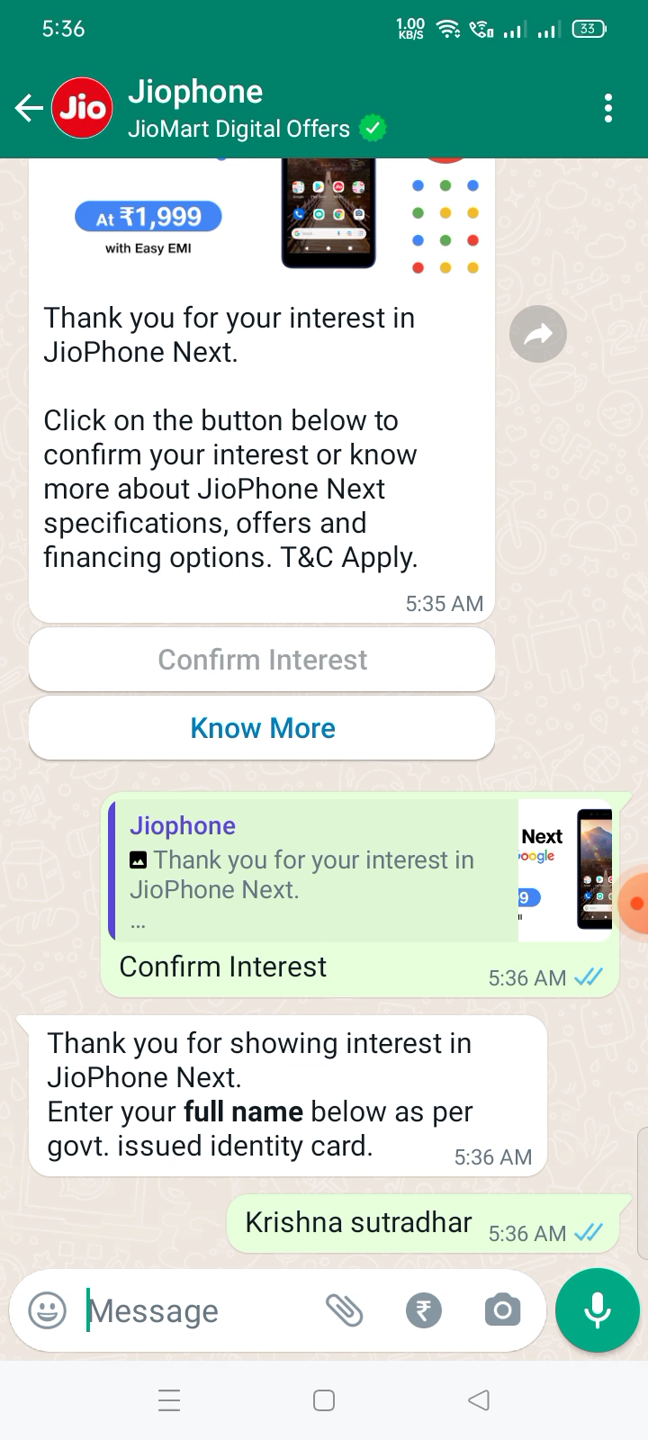 5:36
1.00
KB/S
33
Jio
Jiophone
JioMart Digital Offers
At ₹1,999
with Easy EMI
Thank you for your interest in
JioPhone Next.
Click on the button below to
confirm your interest or know
more about JioPhone Next
specifications, offers and
financing options. T&C Apply.
5:35 AM
Confirm Interest
Know More
Jiophone
Thank you for your interest in
JioPhone Next.
...
Next
oogle
9
Confirm Interest
5:36 AM
Thank you for showing interest in
JioPhone Next.
Enter your full name below as per
govt. issued identity card.
5:36 AM
Krishna sutradhar
5:36 AM
Message
₹